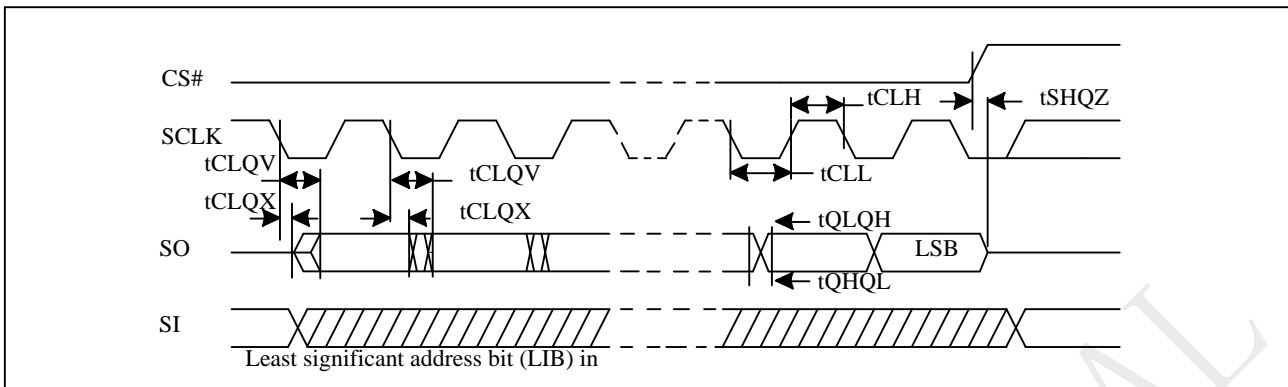 CS#
tCLH
tSHQZ
SCLK
tCLQV
tCLQV
tCLL
tCLQX
tCLQX
tQLQH
SO
LSB
tQHQL
SI
Least significant address bit (LIB) in